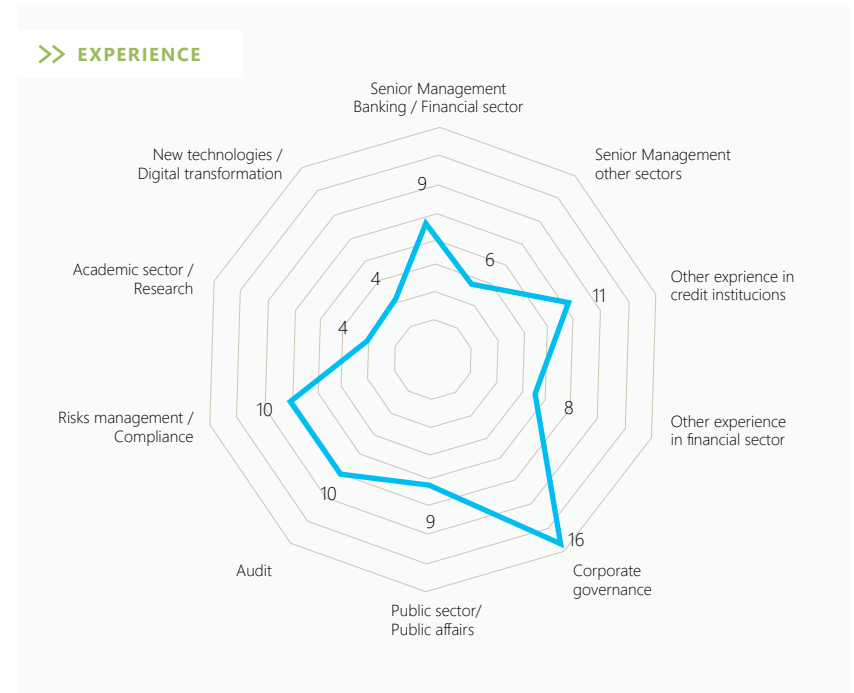 EXPERIENCE
Senior Management
Banking / Financial sector
New technologies /
Digital transformation
Senior Management
other sectors
9
6
4
Academic sector /
Research
Other exprience in
credit institucions
11
4
Risks management /
Compliance
10
8
Other experience
in financial sector
10
9
16
Audit
Corporate
governance
Public sector/
Public affairs